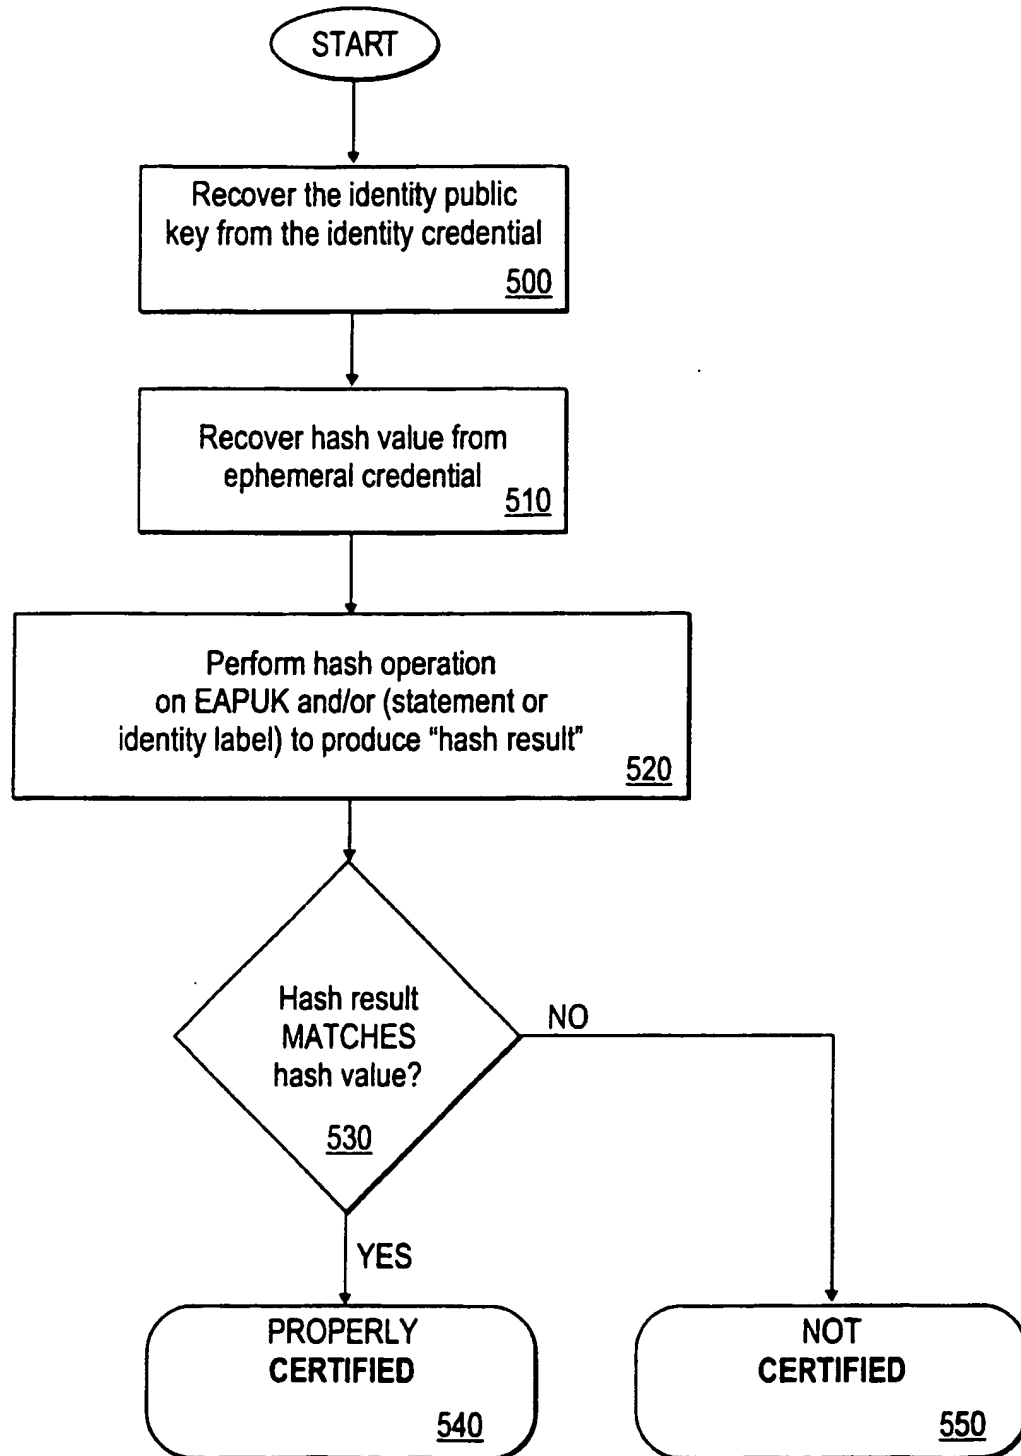 START
Recover the identity public
key from the identity credential
500
Recover hash value from
ephemeral credential
510
Perform hash operation
on EAPUK and/or (statement or
identity label) to produce “hash result”
520
Hash result
MATCHES
hash value?
530
NO
YES
PROPERLY
CERTIFIED
540
NOT
CERTIFIED
550